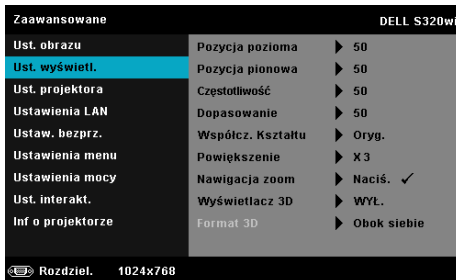 Zaawansowane DELL S320wi
Ust. obrazu
Ust. wyświetl.
Ust. projektora
Ustawienia LAN
Ustaw. bezprz.
Ustawienia menu
Ustawienia mocy
Ust. interakt.
Inf o projektorze
Pozycja pozioma 50
Pozycja pionowa 50
Częstotliwość 50
Dopasowanie 50
Współcz. Kształtu Oryg.
Powiększenie X 3
Nawigacja zoom Naciś. ✓
Wyświetlacz 3D WYŁ.
Format 3D Obok siebie
Rozdziel. 1024x768